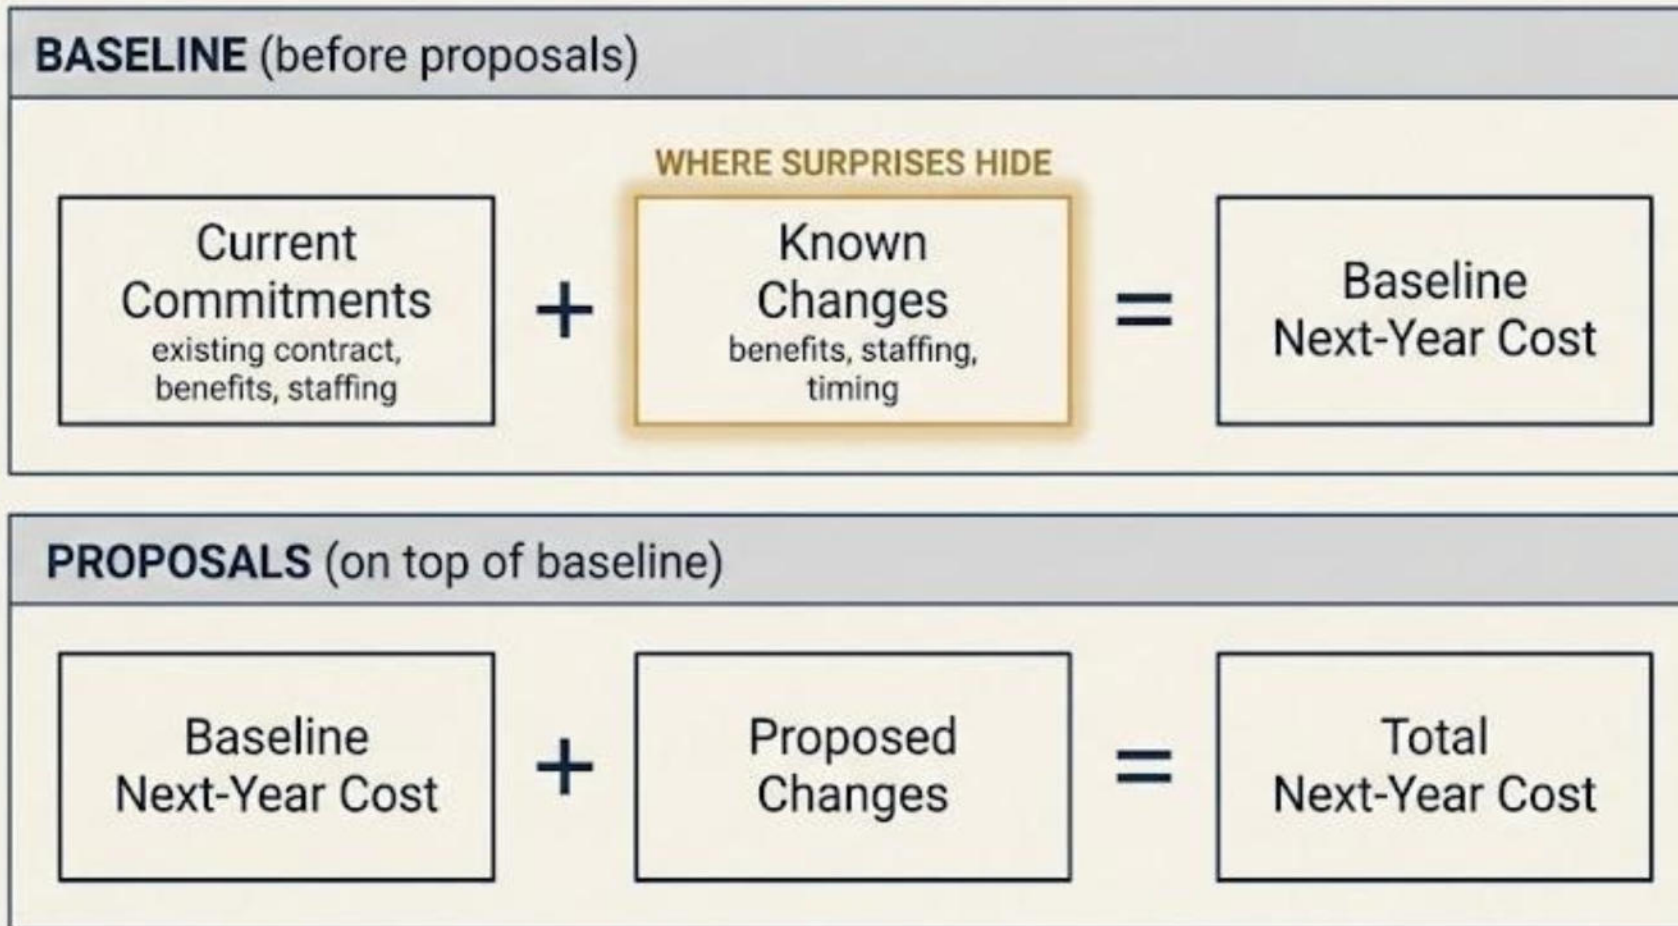 BASELINE (before proposals)
WHERE SURPRISES HIDE
Current
Commitments
existing contract,
benefits, staffing
+
Known
Changes
benefits, staffing,
timing
=
Baseline
Next-Year Cost
PROPOSALS (on top of baseline)
Baseline
Next-Year Cost
+
Proposed
Changes
=
Total
Next-Year Cost